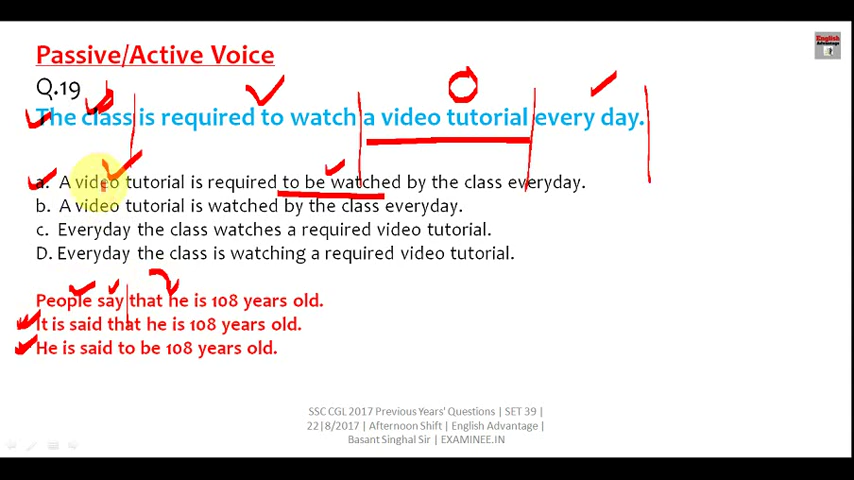 Passive/Active Voice
English
Advantage
Q.19
The class is required to watch a video tutorial every day.
a. A video tutorial is required to be watched by the class everyday.
b. A video tutorial is watched by the class everyday.
c. Everyday the class watches a required video tutorial.
D. Everyday the class is watching a required video tutorial.
People say that he is 108 years old.
It is said that he is 108 years old.
He is said to be 108 years old.
SSC CGL 2017 Previous Years' Questions | SET 39 |
22|8/2017 | Afternoon Shift | English Advantage |
Basant Singhal Sir | EXAMINEE.IN